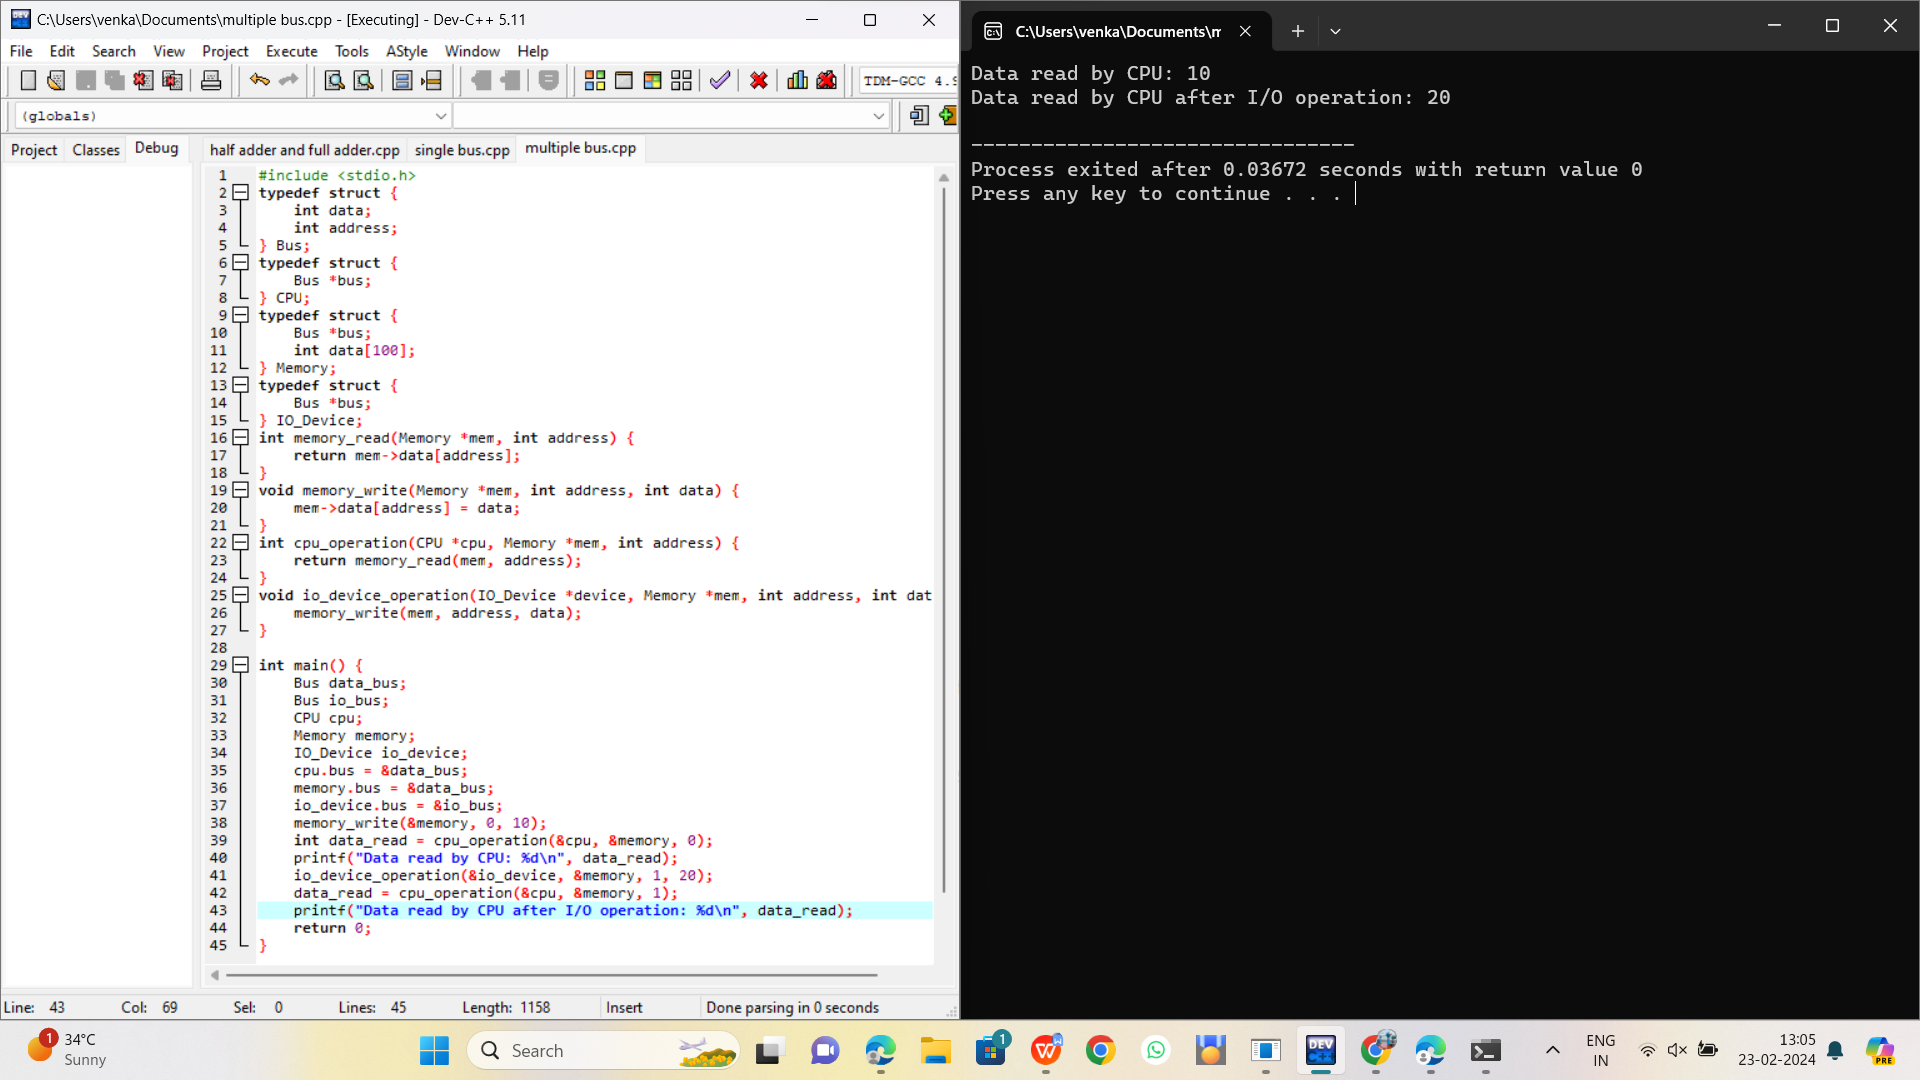 C:\Users\venka\Documents\multiple bus.cpp - [Executing] - Dev-C++ 5.11
File Edit Search View Project Execute Tools AStyle Window Help
TDM-GCC 4.9
(globals)
Project Classes Debug
half adder and full adder.cpp single bus.cpp multiple bus.cpp
1 #include <stdio.h>
2 typedef struct {
3 int data;
4 int address;
5 } Bus;
6 typedef struct {
7 Bus *bus;
8 } CPU;
9 typedef struct {
10 Bus *bus;
11 int data[100];
12 } Memory;
13 typedef struct {
14 Bus *bus;
15 } IO_Device;
16 int memory_read(Memory *mem, int address) {
17 return mem->data[address];
18 }
19 void memory_write(Memory *mem, int address, int data) {
20 mem->data[address] = data;
21 }
22 int cpu_operation(CPU *cpu, Memory *mem, int address) {
23 return memory_read(mem, address);
24 }
25 void io_device_operation(IO_Device *device, Memory *mem, int address, int dat
26 memory_write(mem, address, data);
27 }
28
29 int main() {
30 Bus data_bus;
31 Bus io_bus;
32 CPU cpu;
33 Memory memory;
34 IO_Device io_device;
35 cpu.bus = &data_bus;
36 memory.bus = &data_bus;
37 io_device.bus = &io_bus;
38 memory_write(&memory, 0, 10);
39 int data_read = cpu_operation(&cpu, &memory, 0);
40 printf("Data read by CPU: %d\n", data_read);
41 io_device_operation(&io_device, &memory, 1, 20);
42 data_read = cpu_operation(&cpu, &memory, 1);
43 printf("Data read by CPU after I/O operation: %d\n", data_read);
44 return 0;
45 }
Line: 43 Col: 69 Sel: 0 Lines: 45 Length: 1158 Insert Done parsing in 0 seconds
C:\Users\venka\Documents\m
Data read by CPU: 10
Data read by CPU after I/O operation: 20
--------------------------------
Process exited after 0.03672 seconds with return value 0
Press any key to continue . . .
1
34°C
Sunny
Search
1
DEV
ENG
IN
13:05
23-02-2024
PRE